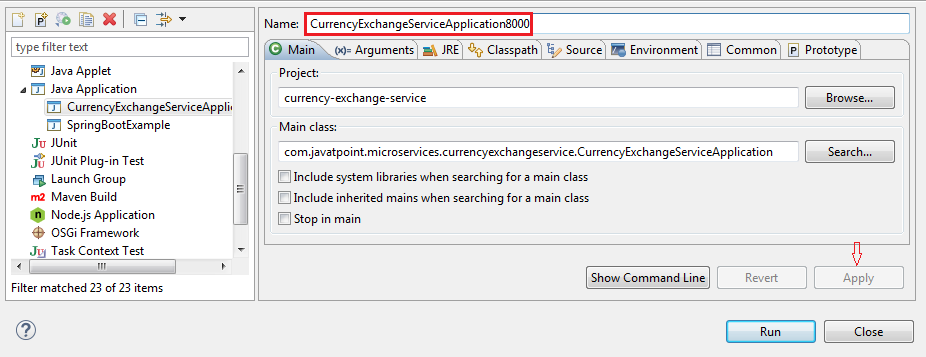 Name: CurrencyExchangeServiceApplication8000
type filter text
Main (x)= Arguments JRE Classpath Source Environment Common Prototype
Java Applet
Java Application
CurrencyExchangeServiceAppli
SpringBootExample
JUnit
JUnit Plug-in Test
Launch Group
Maven Build
Node.js Application
OSGi Framework
Task Context Test
Filter matched 23 of 23 items
Project:
currency-exchange-service Browse...
Main class:
com.javatpoint.microservices.currencyexchangeservice.CurrencyExchangeServiceApplication Search...
Include system libraries when searching for a main class
Include inherited mains when searching for a main class
Stop in main
Show Command Line Revert Apply
Run Close